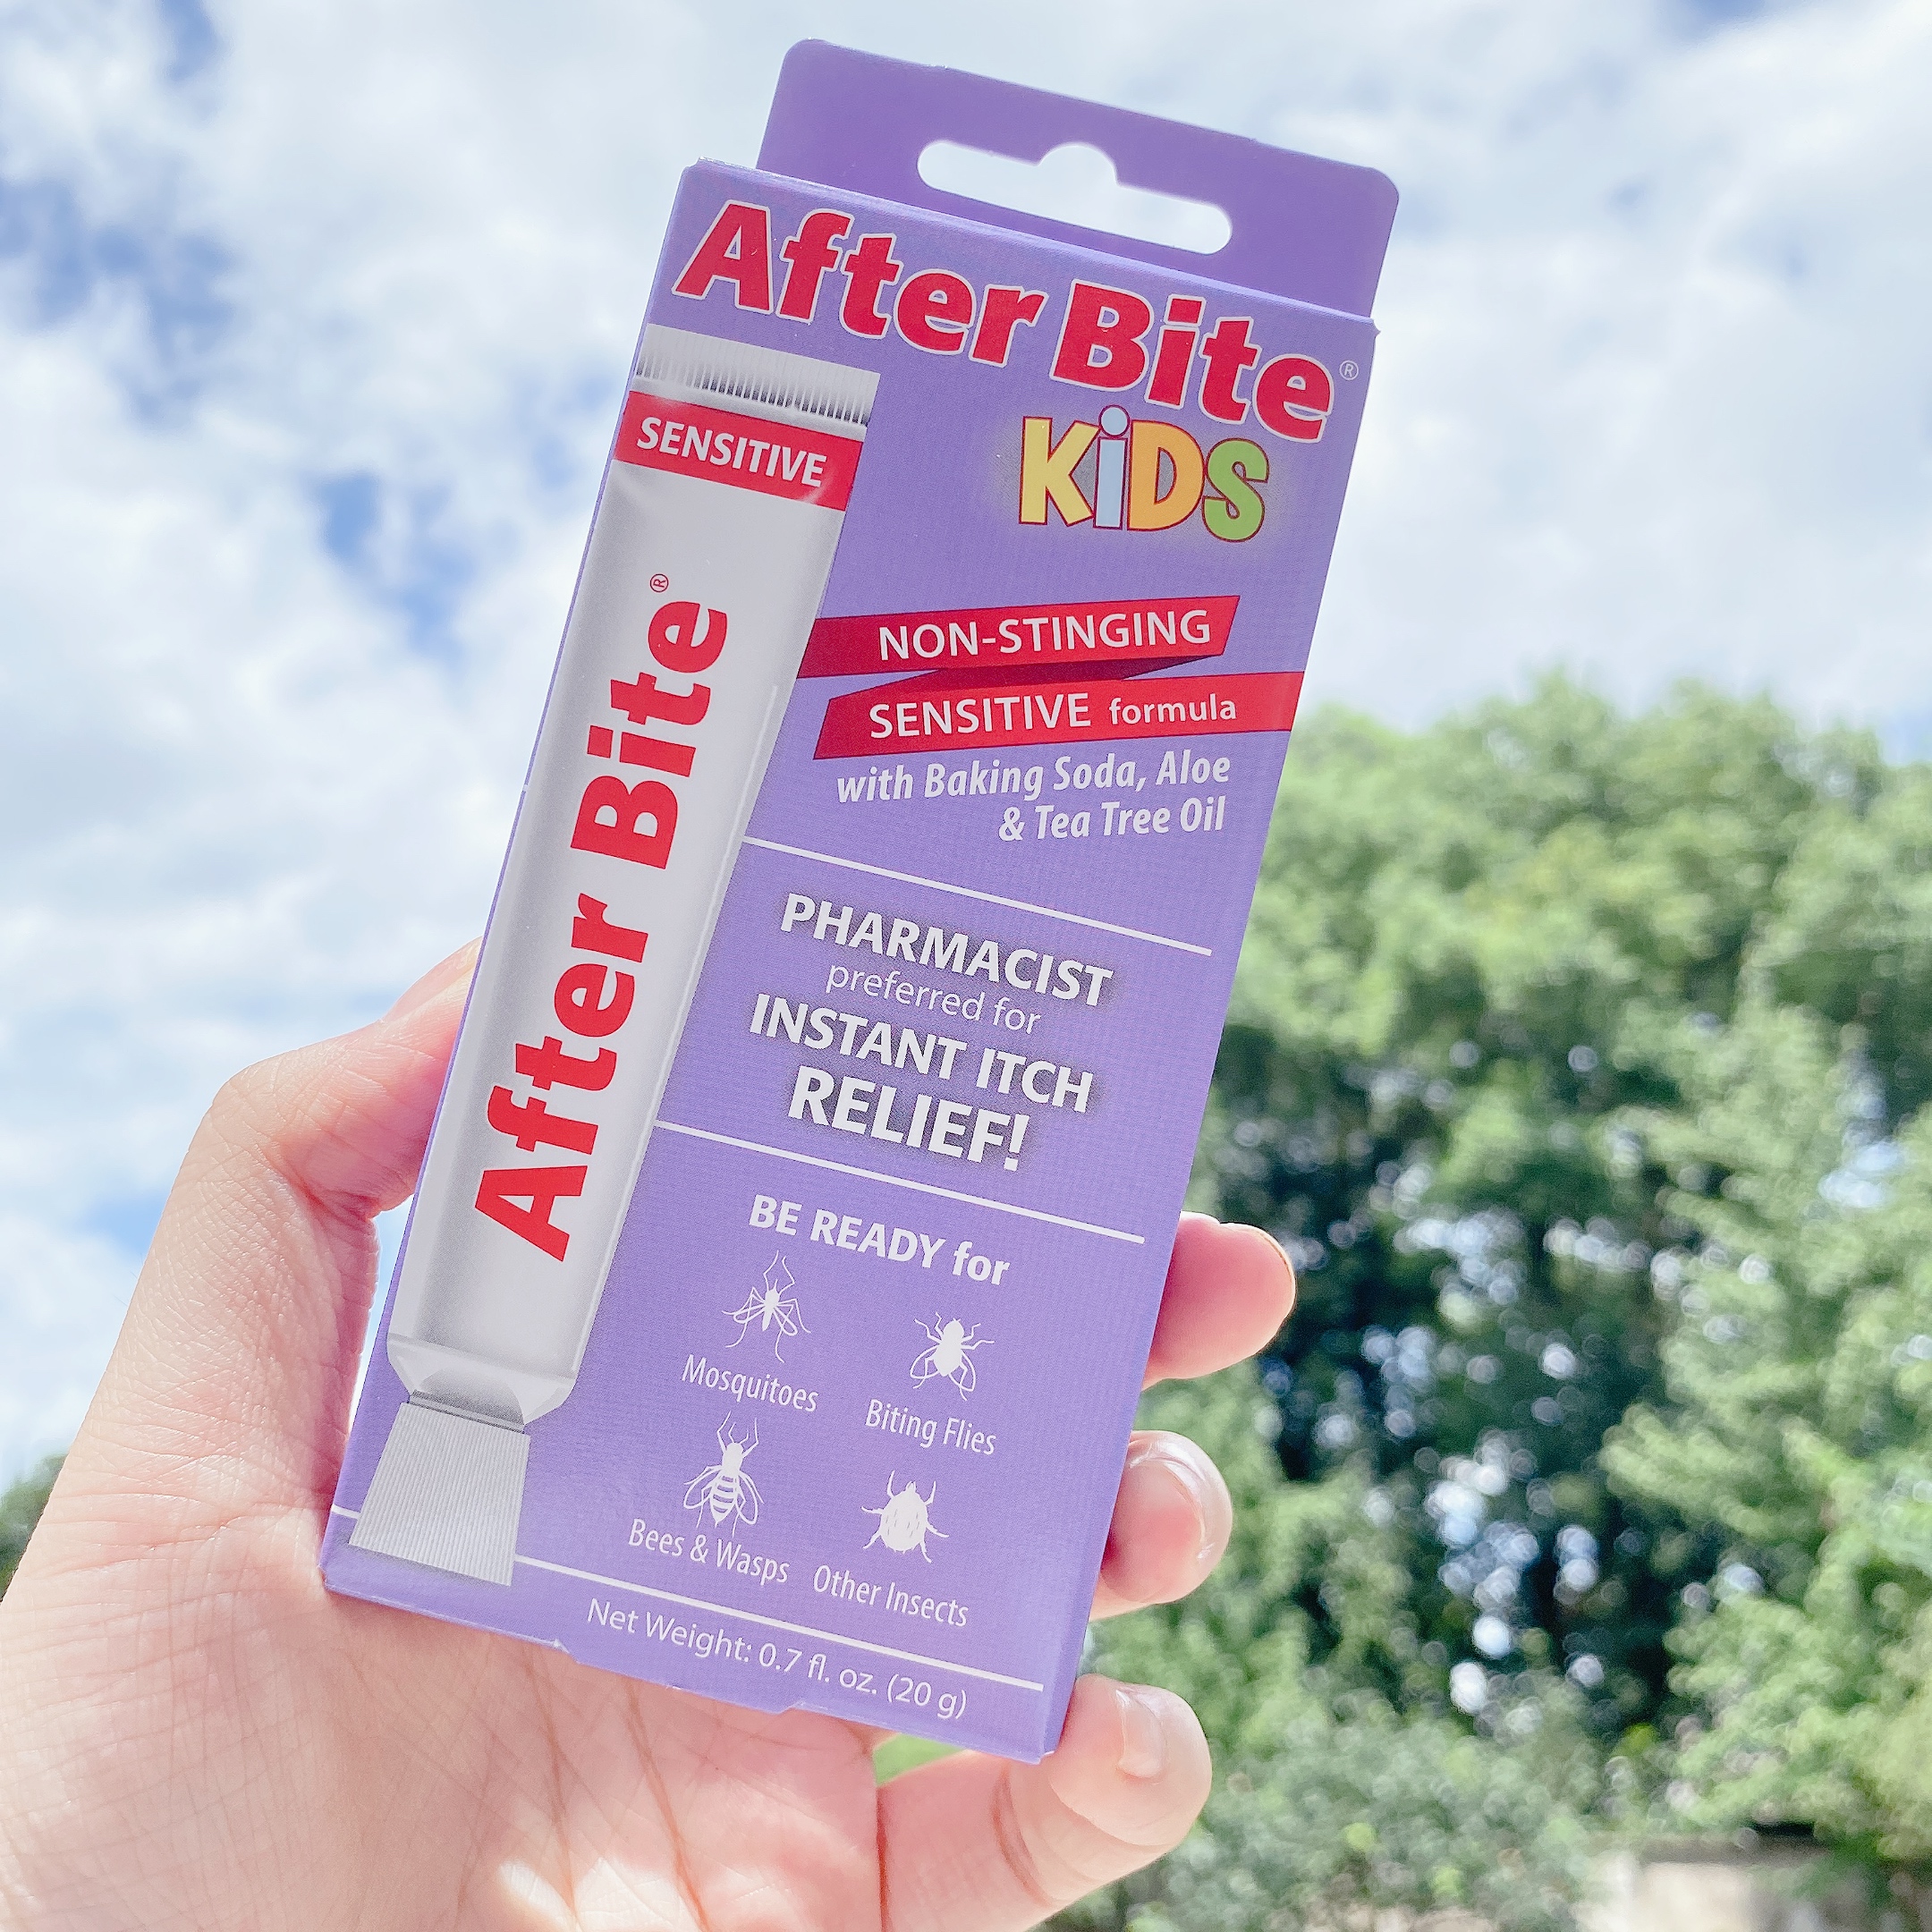 After Bite®
KiDS
SENSITIVE
After Bite®
NON-STINGING
SENSITIVE formula
with Baking Soda, Aloe
& Tea Tree Oil
PHARMACIST
preferred for
INSTANT ITCH
RELIEF!
BE READY for
Mosquitoes
Biting Flies
Bees & Wasps
Other Insects
Net Weight: 0.7 fl. oz. (20 g)